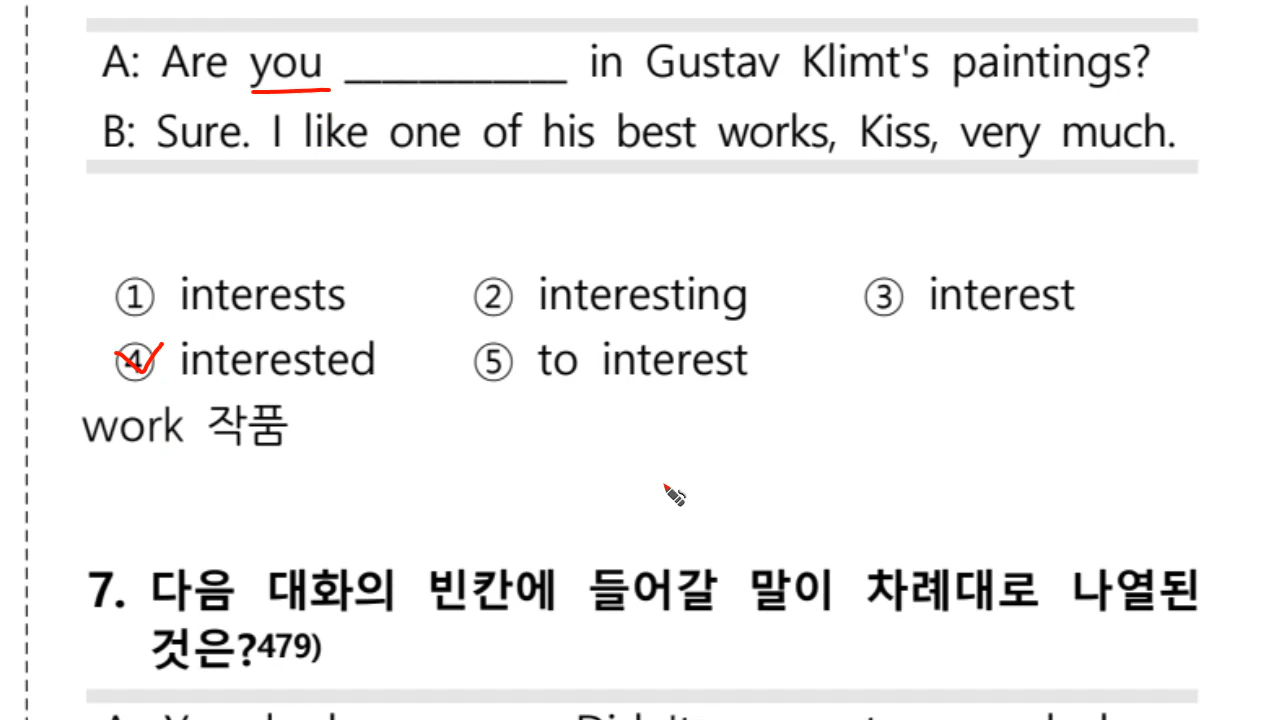 A: Are you __________ in Gustav Klimt's paintings?
B: Sure. I like one of his best works, Kiss, very much.
① interests ② interesting ③ interest
④ interested ⑤ to interest
work 작품
7. 다음 대화의 빈칸에 들어갈 말이 차례대로 나열된
것은?479)